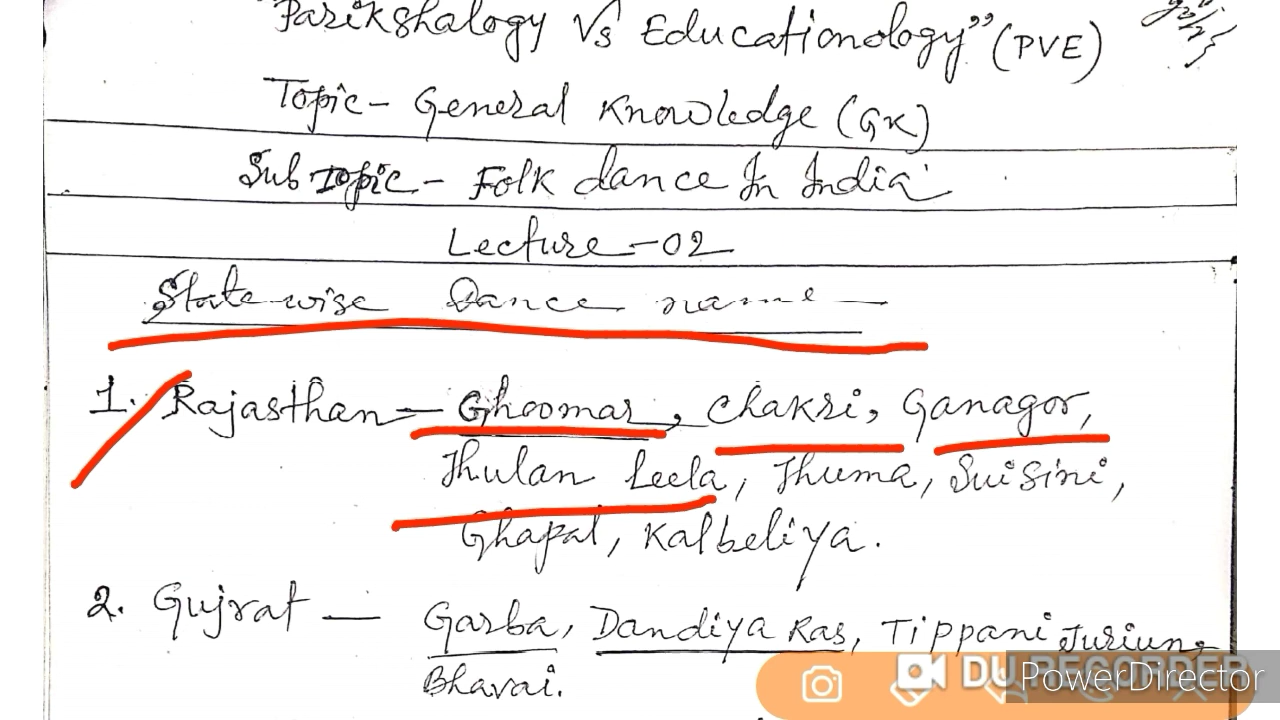 "Parikshalogy Vs Educationology" (PVE)
Topic - General Knowledge (GK)
Sub Topic - Folk dance In India
Lecture - 02
State wise Dance name -
1. Rajasthan - Ghoomar, Chakri, Ganagor,
Jhulan Leela, Jhuma, Suisini,
Ghapal, Kalbeliya.
2. Gujrat - Garba, Dandiya Ras, Tippani Juriun,
Bhavai.
DU RECORDER
PowerDirector